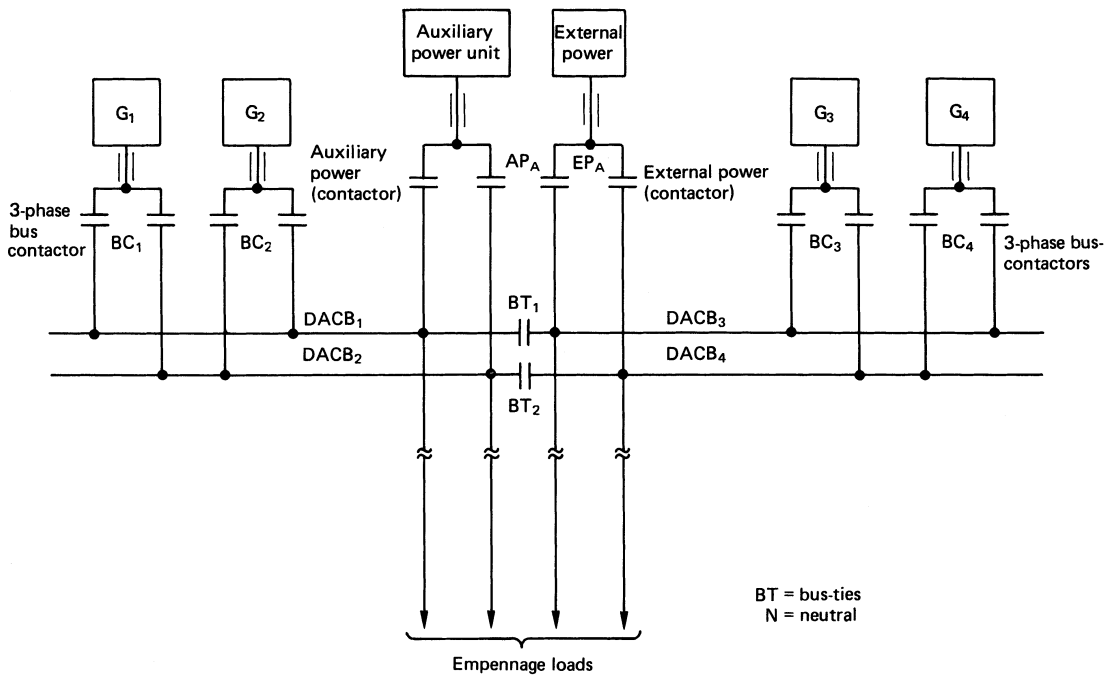 Auxiliary
power unit
External
power
G₁
G₂
G₃
G₄
Auxiliary
power
(contactor)
AP_A
EP_A
External power
(contactor)
3-phase
bus
contactor
BC₁
BC₂
BC₃
BC₄
3-phase bus-
contactors
BT₁
DACB₁
DACB₃
DACB₂
DACB₄
BT₂
BT = bus-ties
N = neutral
Empennage loads